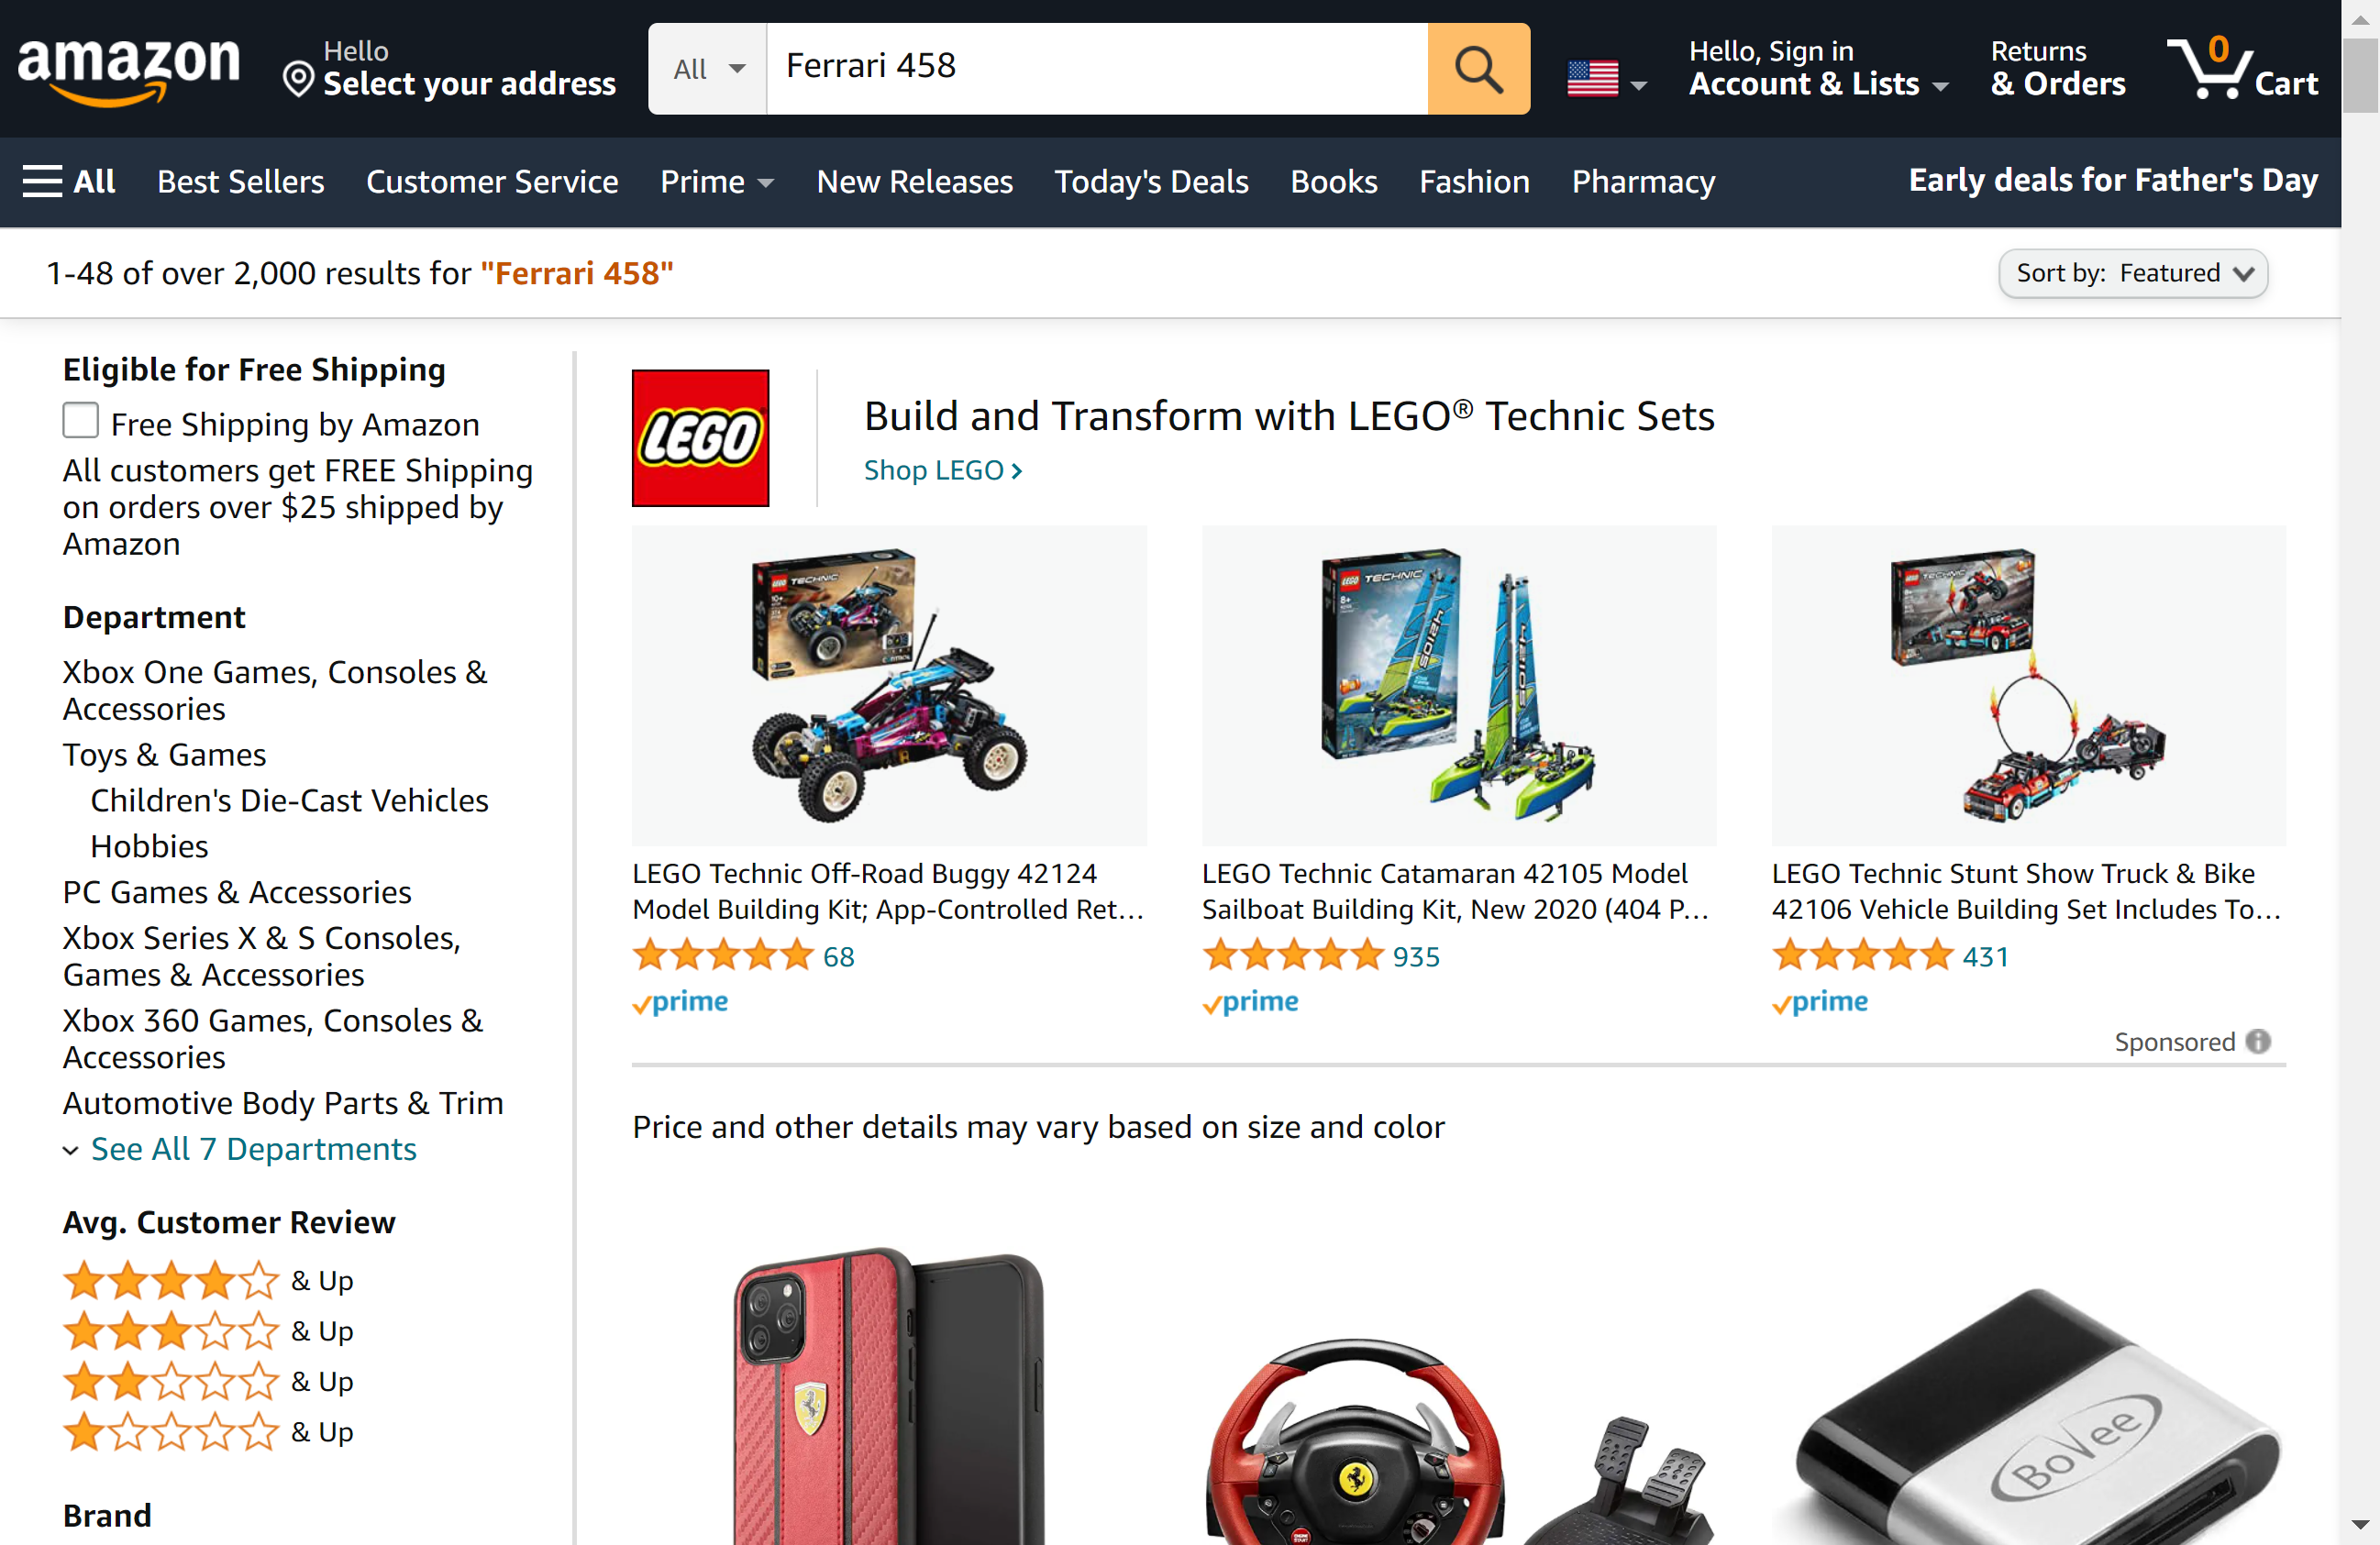 amazon
Hello
Select your address
All
Ferrari 458
Hello, Sign in
Account & Lists
Returns
& Orders
0
Cart
All
Best Sellers
Customer Service
Prime
New Releases
Today's Deals
Books
Fashion
Pharmacy
Early deals for Father's Day
1-48 of over 2,000 results for "Ferrari 458"
Sort by: Featured
Eligible for Free Shipping
Free Shipping by Amazon
All customers get FREE Shipping
on orders over $25 shipped by
Amazon
Department
Xbox One Games, Consoles &
Accessories
Toys & Games
Children's Die-Cast Vehicles
Hobbies
PC Games & Accessories
Xbox Series X & S Consoles,
Games & Accessories
Xbox 360 Games, Consoles &
Accessories
Automotive Body Parts & Trim
See All 7 Departments
Avg. Customer Review
& Up
& Up
& Up
& Up
Brand
LEGO
Build and Transform with LEGO® Technic Sets
Shop LEGO ›
LEGO TECHNIC
10+
LEGO Technic Off-Road Buggy 42124
Model Building Kit; App-Controlled Ret...
68
prime
LEGO TECHNIC
8+
LEGO Technic Catamaran 42105 Model
Sailboat Building Kit, New 2020 (404 P...
935
prime
LEGO TECHNIC
LEGO Technic Stunt Show Truck & Bike
42106 Vehicle Building Set Includes To...
431
prime
Sponsored
Price and other details may vary based on size and color
BoVee